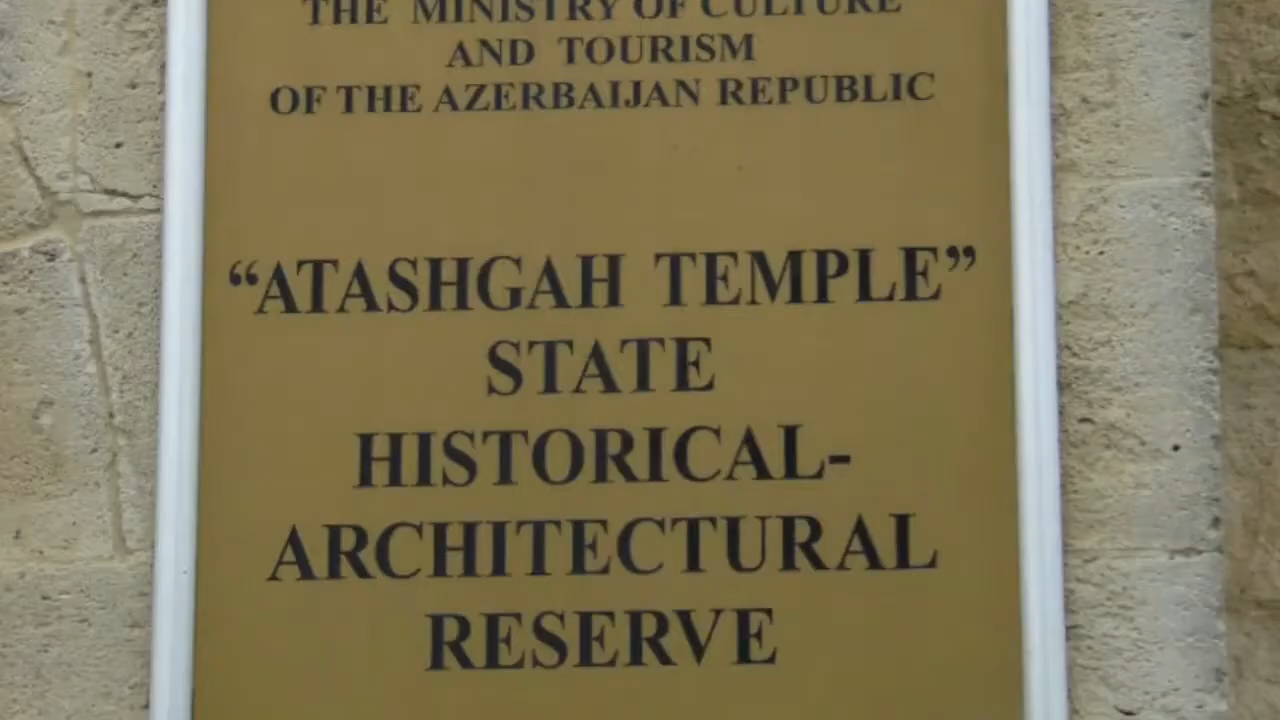 THE MINISTRY OF CULTURE
AND TOURISM
OF THE AZERBAIJAN REPUBLIC
“ATASHGAH TEMPLE”
STATE
HISTORICAL-
ARCHITECTURAL
RESERVE